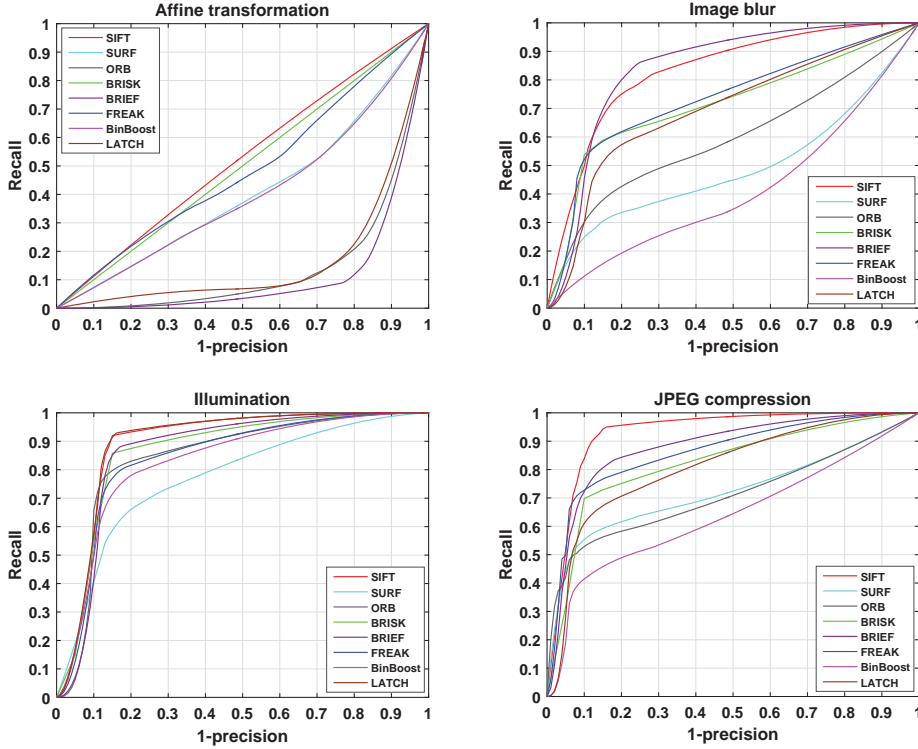 Affine transformation
1
0.9
0.8
0.7
0.6
0.5
0.4
0.3
0.2
0.1
0
Recall
SIFT
SURF
ORB
BRISK
BRIEF
FREAK
BinBoost
LATCH
0 0.1 0.2 0.3 0.4 0.5 0.6 0.7 0.8 0.9 1
1-precision
Image blur
1
0.9
0.8
0.7
0.6
0.5
0.4
0.3
0.2
0.1
0
Recall
SIFT
SURF
ORB
BRISK
BRIEF
FREAK
BinBoost
LATCH
0 0.1 0.2 0.3 0.4 0.5 0.6 0.7 0.8 0.9 1
1-precision
Illumination
1
0.9
0.8
0.7
0.6
0.5
0.4
0.3
0.2
0.1
0
Recall
SIFT
SURF
ORB
BRISK
BRIEF
FREAK
BinBoost
LATCH
0 0.1 0.2 0.3 0.4 0.5 0.6 0.7 0.8 0.9 1
1-precision
JPEG compression
1
0.9
0.8
0.7
0.6
0.5
0.4
0.3
0.2
0.1
0
Recall
SIFT
SURF
ORB
BRISK
BRIEF
FREAK
BinBoost
LATCH
0 0.1 0.2 0.3 0.4 0.5 0.6 0.7 0.8 0.9 1
1-precision